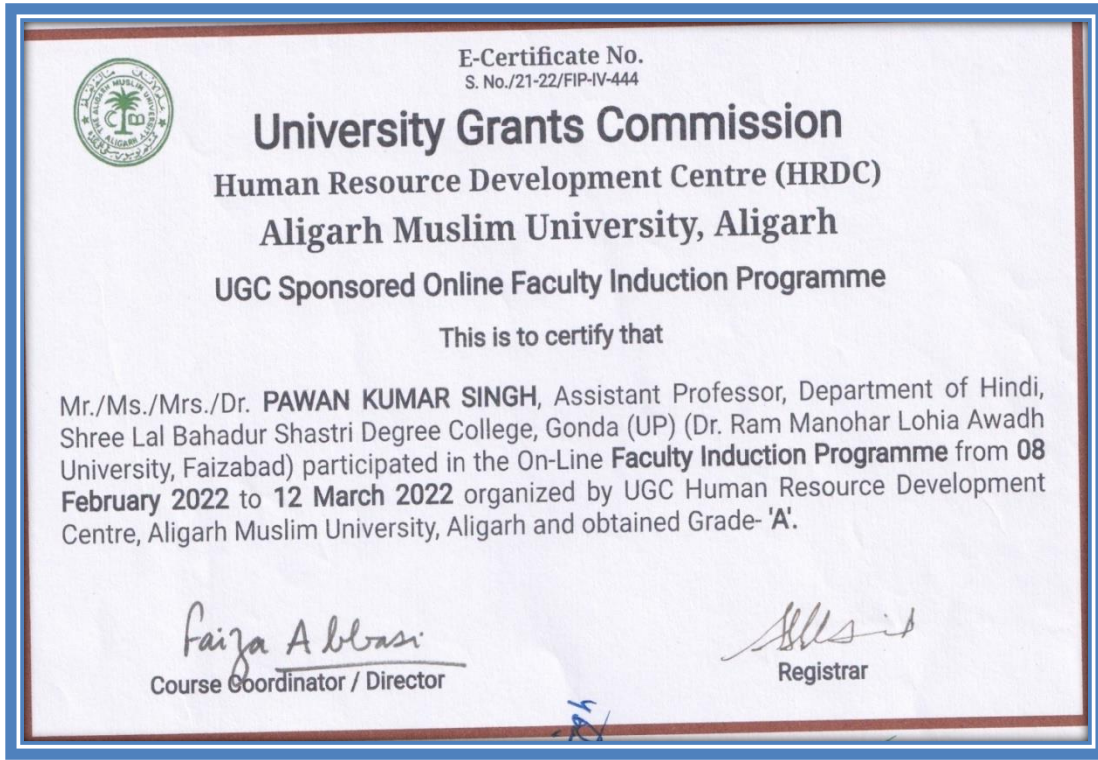 E-Certificate No.
S. No./21-22/FIP-IV-444
University Grants Commission
Human Resource Development Centre (HRDC)
Aligarh Muslim University, Aligarh
UGC Sponsored Online Faculty Induction Programme
This is to certify that
Mr./Ms./Mrs./Dr. PAWAN KUMAR SINGH, Assistant Professor, Department of Hindi,
Shree Lal Bahadur Shastri Degree College, Gonda (UP) (Dr. Ram Manohar Lohia Awadh
University, Faizabad) participated in the On-Line Faculty Induction Programme from 08
February 2022 to 12 March 2022 organized by UGC Human Resource Development
Centre, Aligarh Muslim University, Aligarh and obtained Grade- 'A'.
Faiza Abbasi
Course Coordinator / Director
Registrar